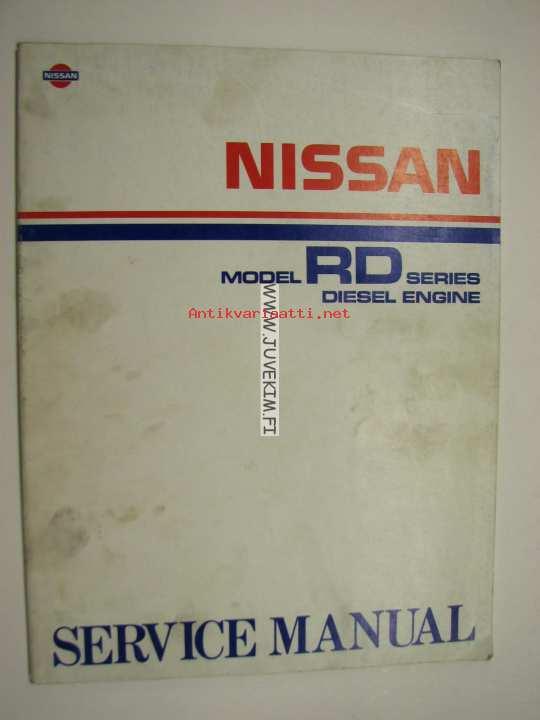 NISSAN
NISSAN
MODEL RD SERIES
DIESEL ENGINE
Antikvariaatti.net
WWW.JUVEKIM.FI
SERVICE MANUAL